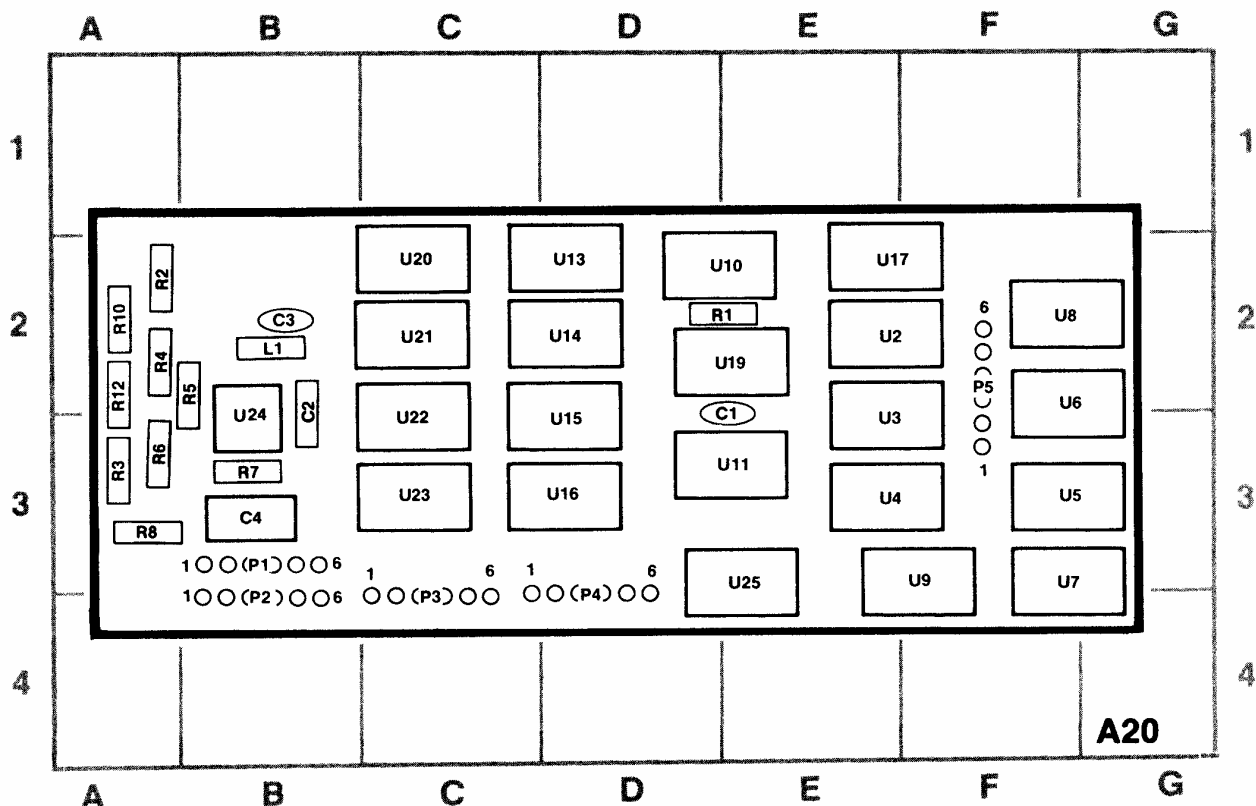 A B C D E F G
1 1
U20 U13 U10 U17
R2
R10 C3 R1 6 U8
2 2
L1 U21 U14 U2
R4 U19
R12 R5 P5 U6
U24 C2 U22 U15 C1 U3
R3 R6 R7 U11 1
3 U23 U16 U4 U5 3
C4
R8
1 (P1) 6
1 6 1 6 U25 U9 U7
1 (P2) 6 (P3) (P4)
4 4
A20
A B C D E F G